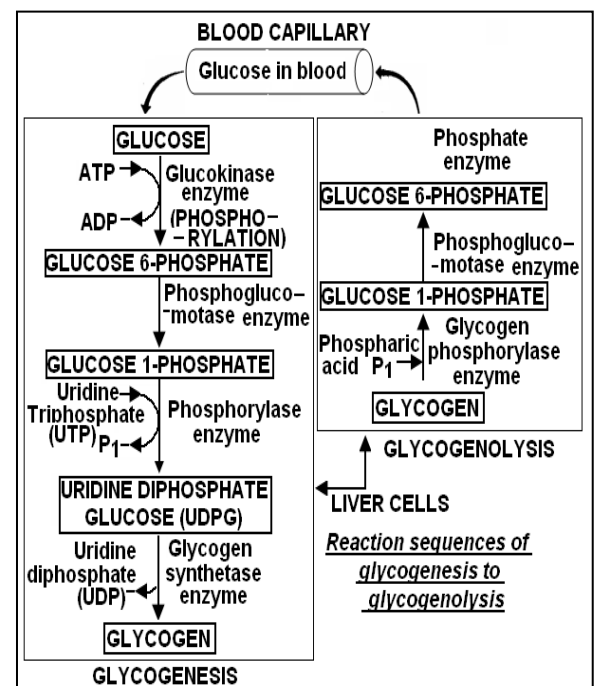 BLOOD CAPILLARY
Glucose in blood
GLUCOSE
ATP
Glucokinase
enzyme
ADP
(PHOSPHO-
-RYLATION)
GLUCOSE 6-PHOSPHATE
Phosphogluco-
-motase enzyme
GLUCOSE 1-PHOSPHATE
Uridine
Triphosphate
(UTP)
P1
Phosphorylase
enzyme
URIDINE DIPHOSPHATE
GLUCOSE (UDPG)
Uridine
diphosphate
(UDP)
Glycogen
synthetase
enzyme
GLYCOGEN
GLYCOGENESIS
Phosphate
enzyme
GLUCOSE 6-PHOSPHATE
Phosphogluco-
-motase enzyme
GLUCOSE 1-PHOSPHATE
Phospharic
acid P1
Glycogen
phosphorylase
enzyme
GLYCOGEN
GLYCOGENOLYSIS
LIVER CELLS
Reaction sequences of
glycogenesis to
glycogenolysis